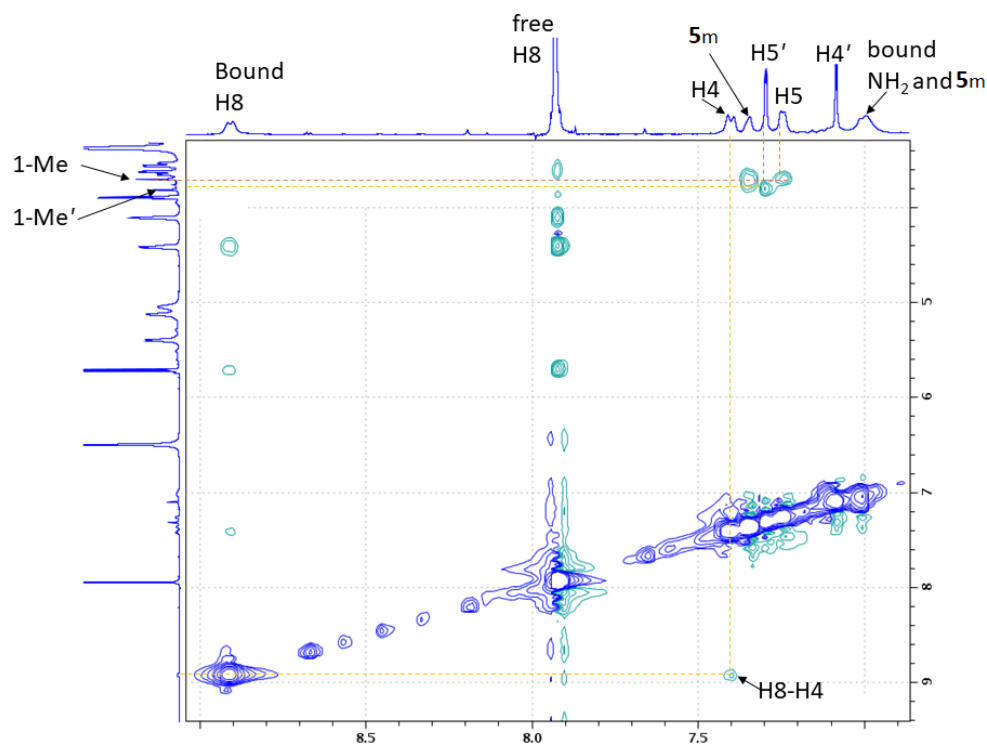 free
H8
5m
H5′
H4′
bound
NH₂ and 5m
Bound
H8
H4
H5
1-Me
1-Me′
5
6
7
8
9
H8-H4
8.5
8.0
7.5